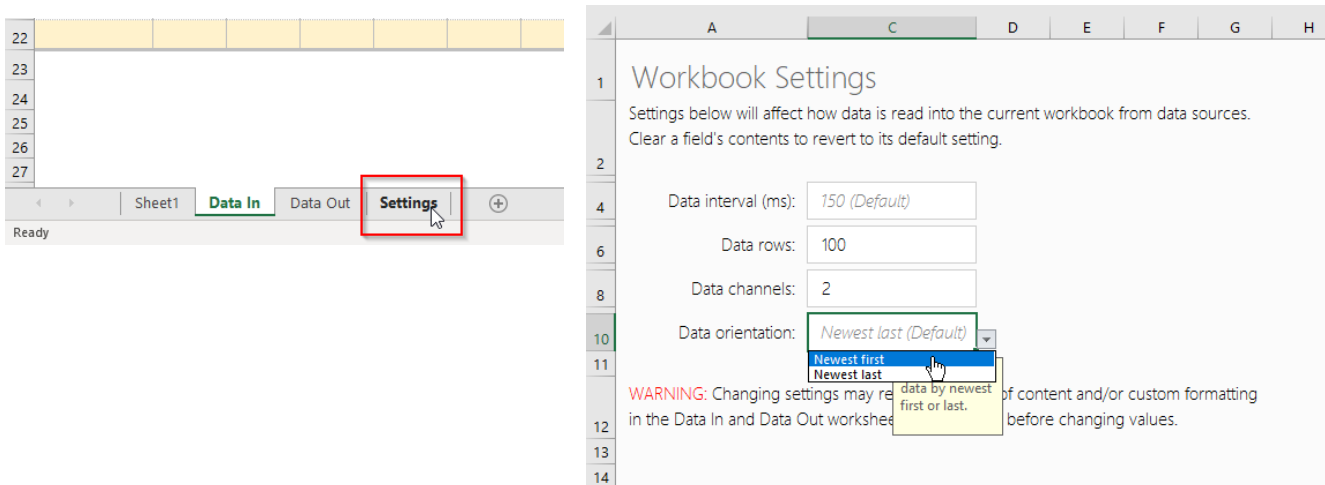 22
23
24
25
26
27
Sheet1 Data In Data Out Settings
Ready
A C D E F G H
1 Workbook Settings
Settings below will affect how data is read into the current workbook from data sources.
2 Clear a field's contents to revert to its default setting.
4 Data interval (ms): 150 (Default)
6 Data rows: 100
8 Data channels: 2
10 Data orientation: Newest last (Default)
11 Newest first
Newest last
WARNING: Changing settings may re data by newest of content and/or custom formatting
12 in the Data In and Data Out workshee first or last. before changing values.
13
14